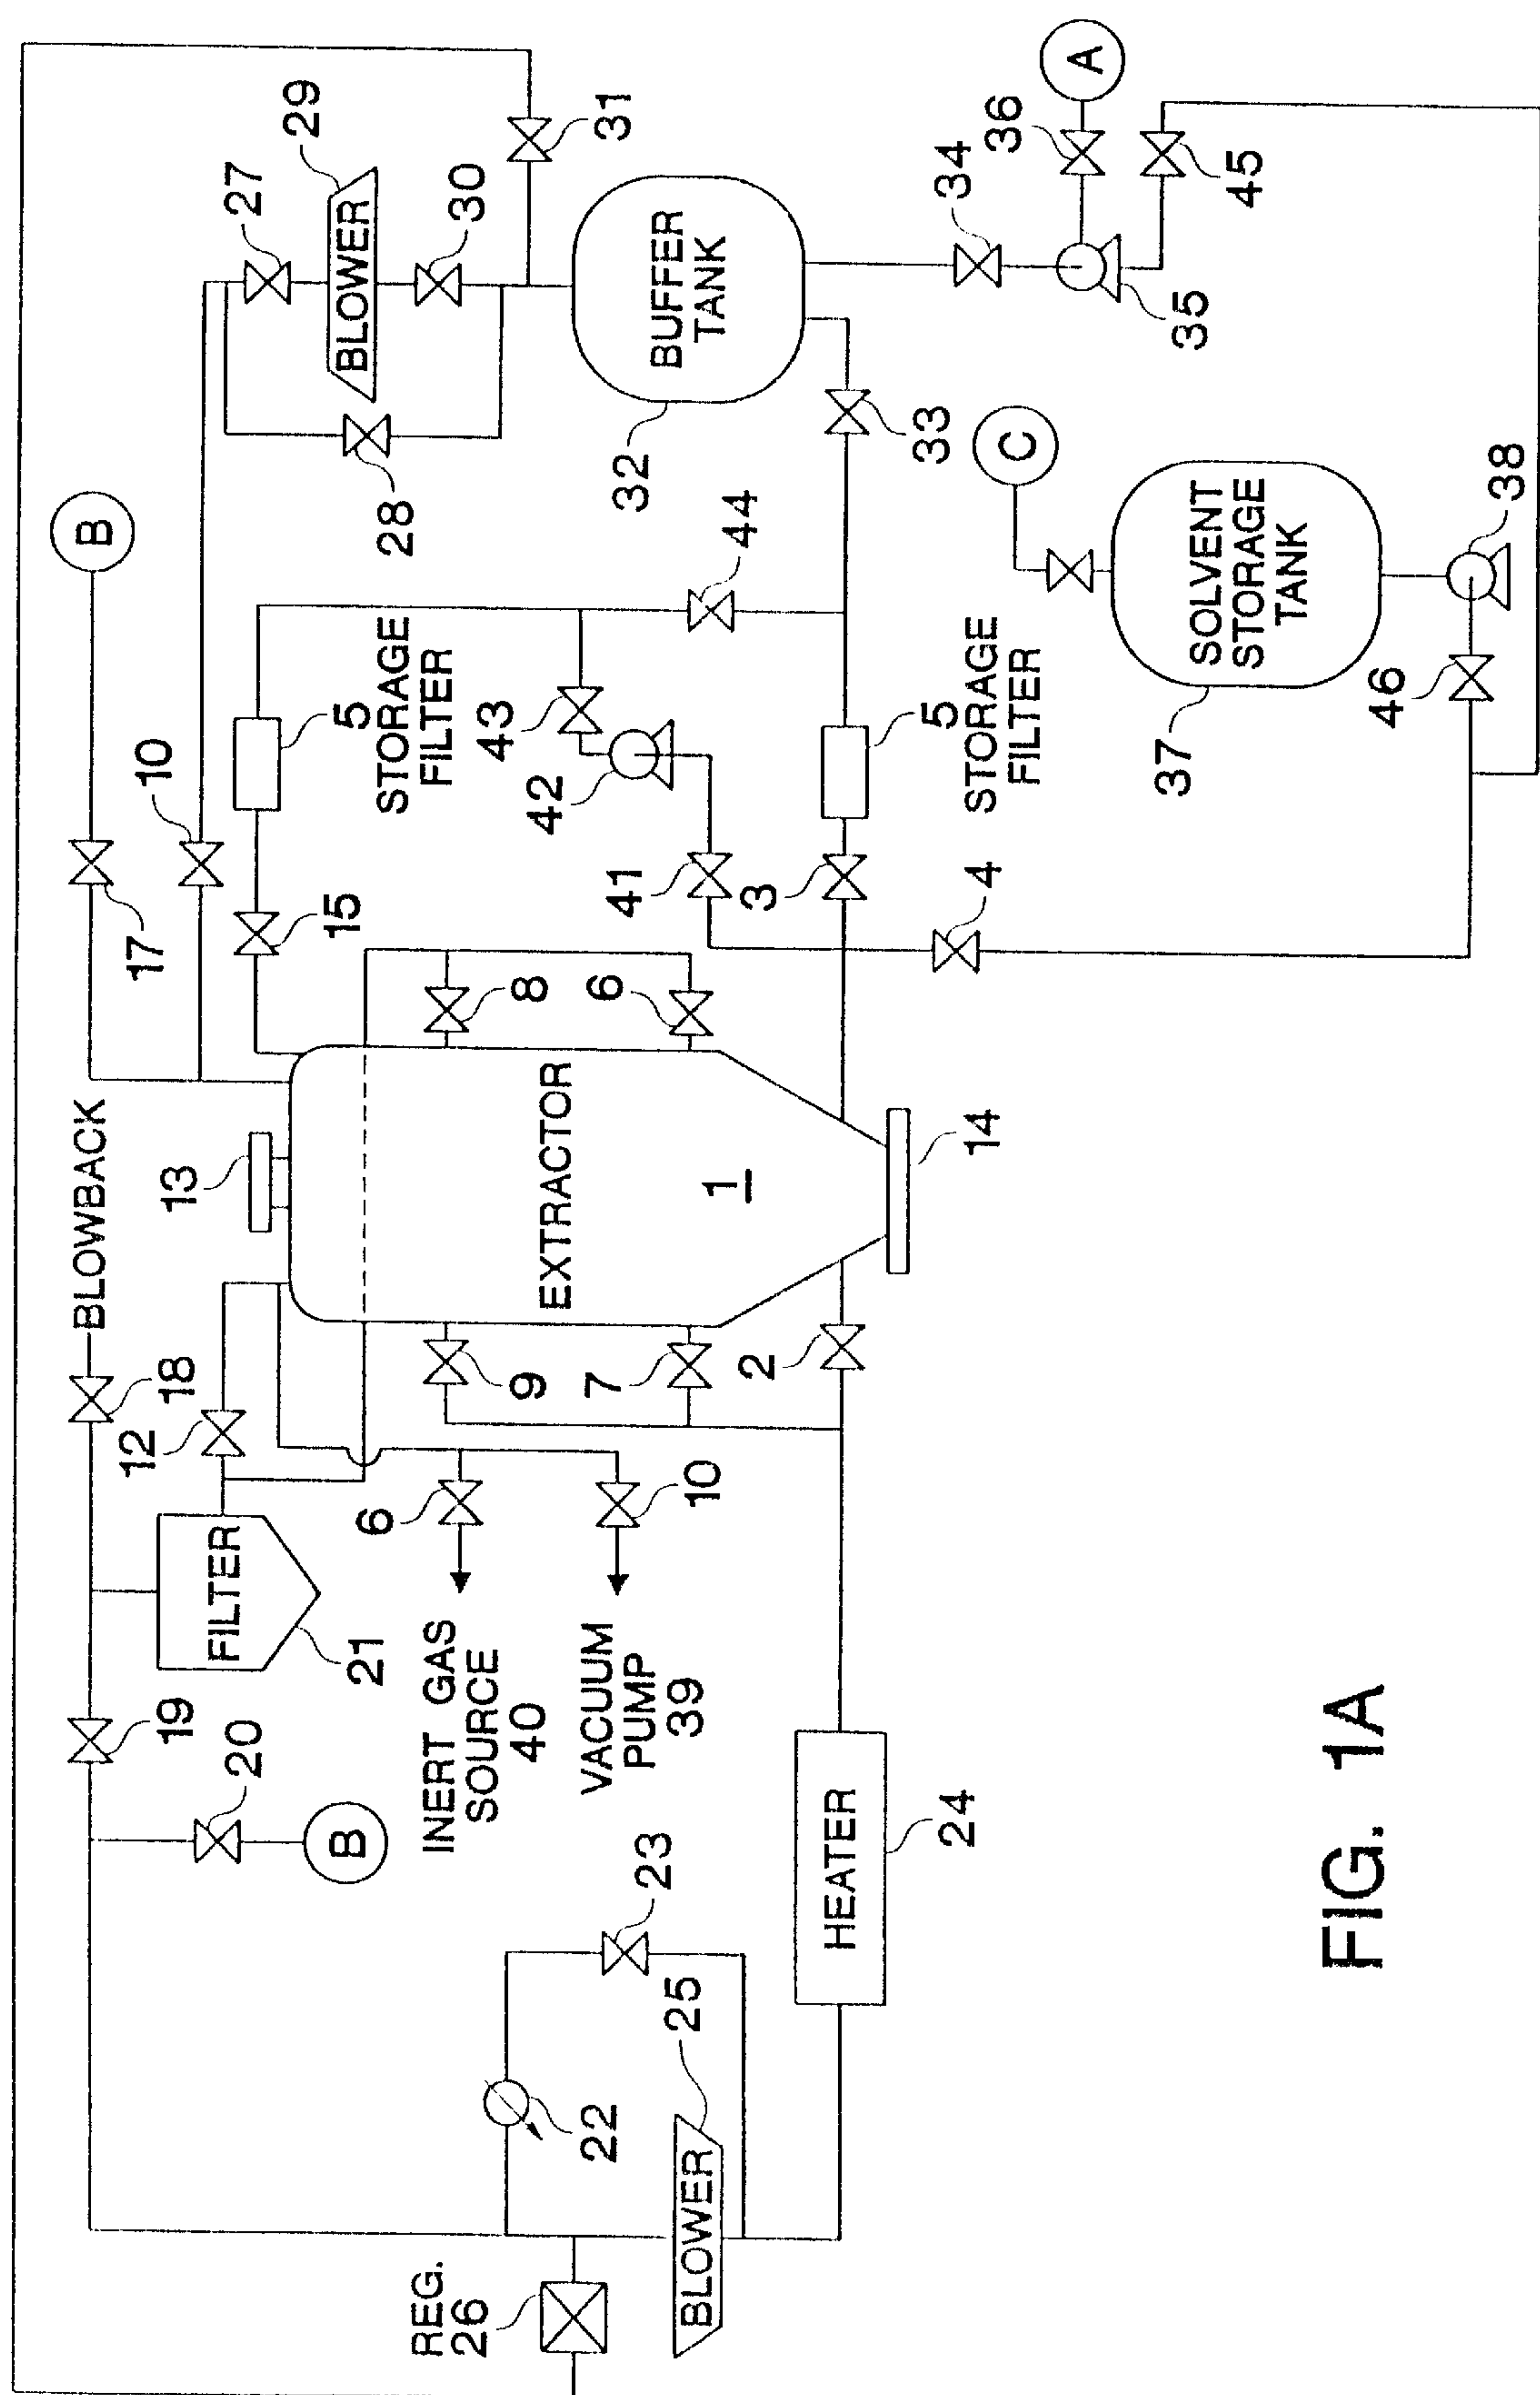 29
27
BLOWER
30
31
28
B
A
36
34
45
35
BUFFER
TANK
32
33
C
44
38
SOLVENT
STORAGE
TANK
37
46
10
17
5
STORAGE
FILTER
43
42
41
15
5
STORAGE
FILTER
3
4
8
6
BLOWBACK
13
EXTRACTOR
1
14
18
12
9
7
2
6
10
FILTER
21
19
20
B
INERT GAS
SOURCE
40
VACUUM
PUMP
39
23
22
25
BLOWER
HEATER
24
REG.
26
FIG. 1A